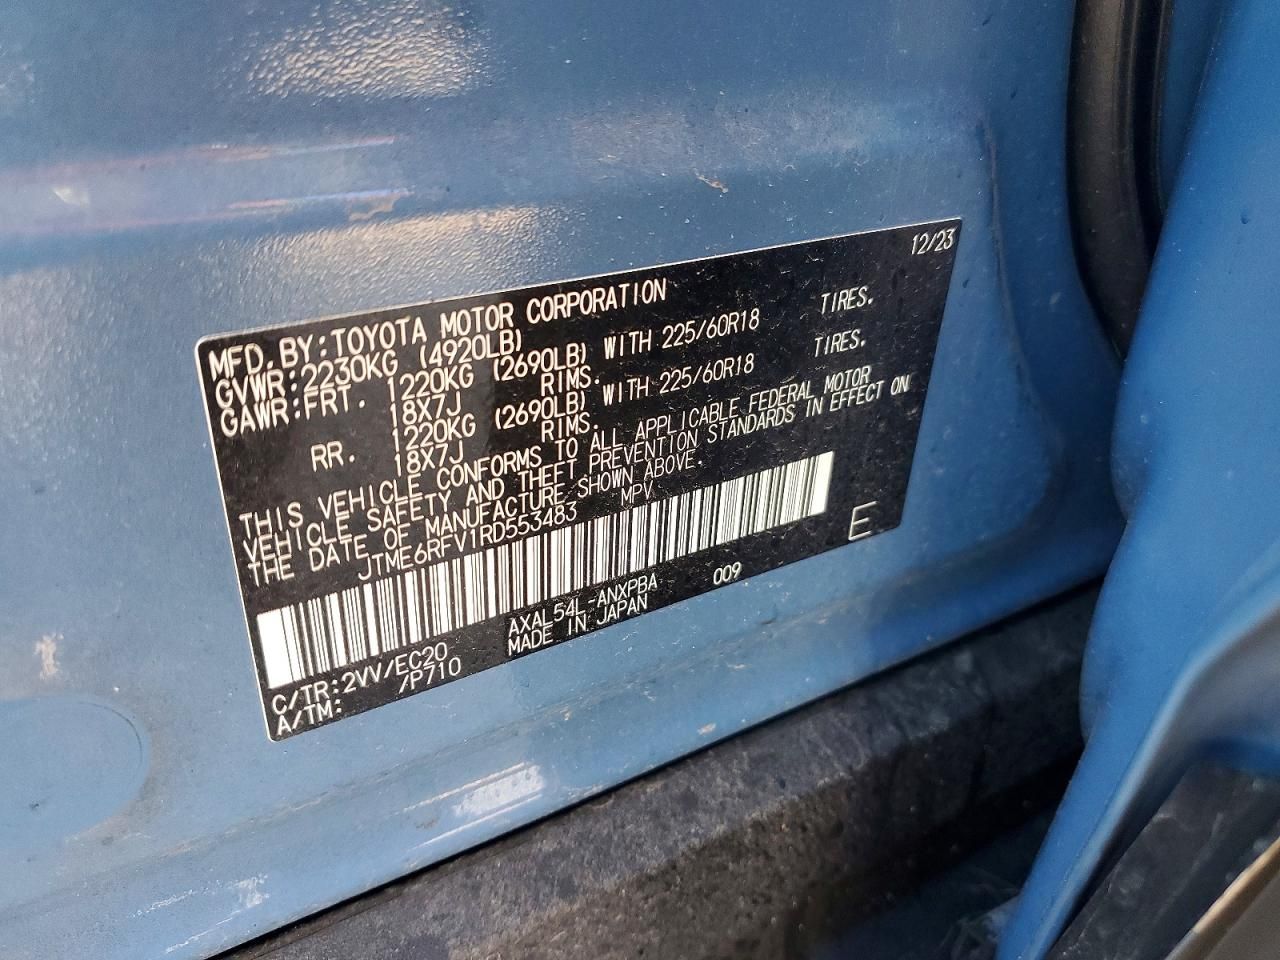 12/23
MFD. BY: TOYOTA MOTOR CORPORATION
GVWR: 2230KG (4920LB)
GAWR: FRT. 1220KG (2690LB) WITH 225/60R18 TIRES.
18X7J RIMS.
RR. 1220KG (2690LB) WITH 225/60R18 TIRES.
18X7J RIMS.
THIS VEHICLE CONFORMS TO ALL APPLICABLE FEDERAL MOTOR
VEHICLE SAFETY AND THEFT PREVENTION STANDARDS IN EFFECT ON
THE DATE OF MANUFACTURE SHOWN ABOVE.
JTME6RFV1RD553483 MPV
E
C/TR: 2VV/EC20 AXAL54L-ANXPBA 009
A/TM: /P710 MADE IN JAPAN